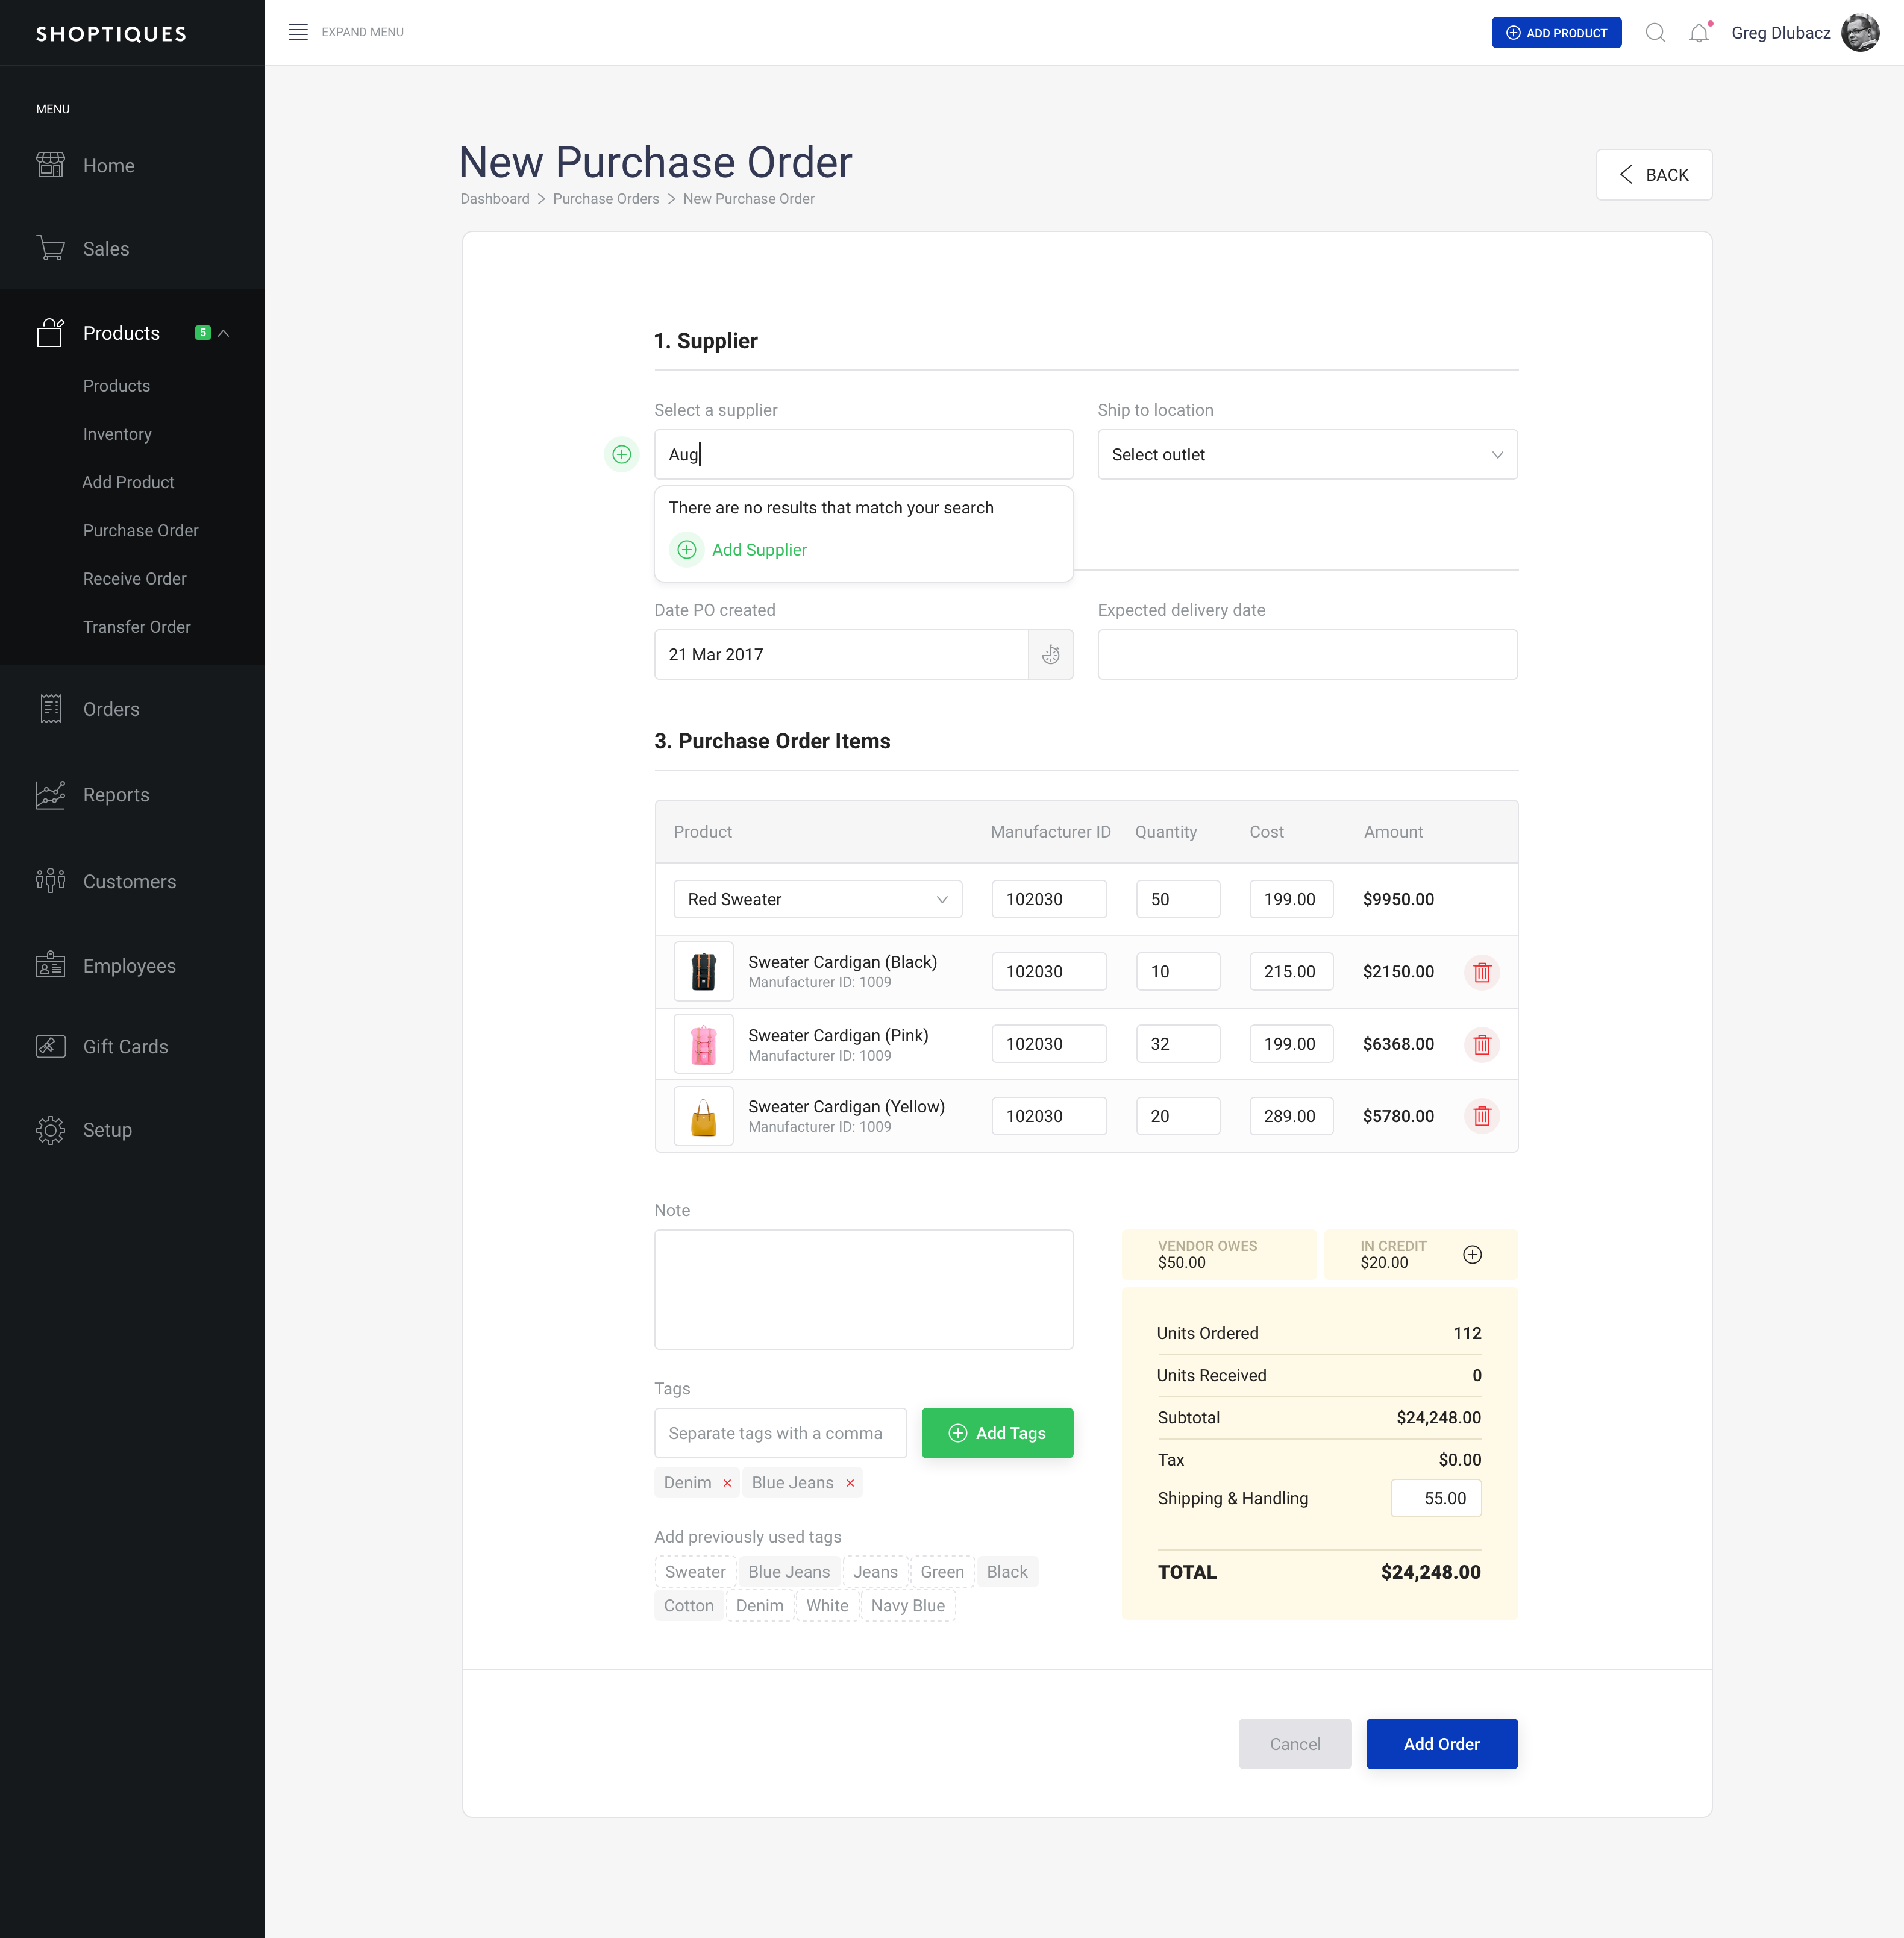 SHOPTIQUES
EXPAND MENU
ADD PRODUCT
Greg Dlubacz
MENU
Home
Sales
Products 5
Products
Inventory
Add Product
Purchase Order
Receive Order
Transfer Order
Orders
Reports
Customers
Employees
Gift Cards
Setup
New Purchase Order
Dashboard > Purchase Orders > New Purchase Order
BACK
1. Supplier
Select a supplier
Ship to location
Aug
Select outlet
There are no results that match your search
Add Supplier
Date PO created
Expected delivery date
21 Mar 2017
3. Purchase Order Items
Product Manufacturer ID Quantity Cost Amount
Red Sweater 102030 50 199.00 $9950.00
Sweater Cardigan (Black) 102030 10 215.00 $2150.00
Manufacturer ID: 1009
Sweater Cardigan (Pink) 102030 32 199.00 $6368.00
Manufacturer ID: 1009
Sweater Cardigan (Yellow) 102030 20 289.00 $5780.00
Manufacturer ID: 1009
Note
Tags
Separate tags with a comma
Add Tags
Denim × Blue Jeans ×
Add previously used tags
Sweater Blue Jeans Jeans Green Black
Cotton Denim White Navy Blue
VENDOR OWES
$50.00
IN CREDIT
$20.00
Units Ordered 112
Units Received 0
Subtotal $24,248.00
Tax $0.00
Shipping & Handling 55.00
TOTAL $24,248.00
Cancel
Add Order